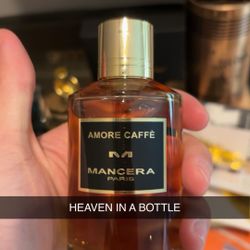 AMORE CAFFÈ
MANCERA
PARIS
HEAVEN IN A BOTTLE